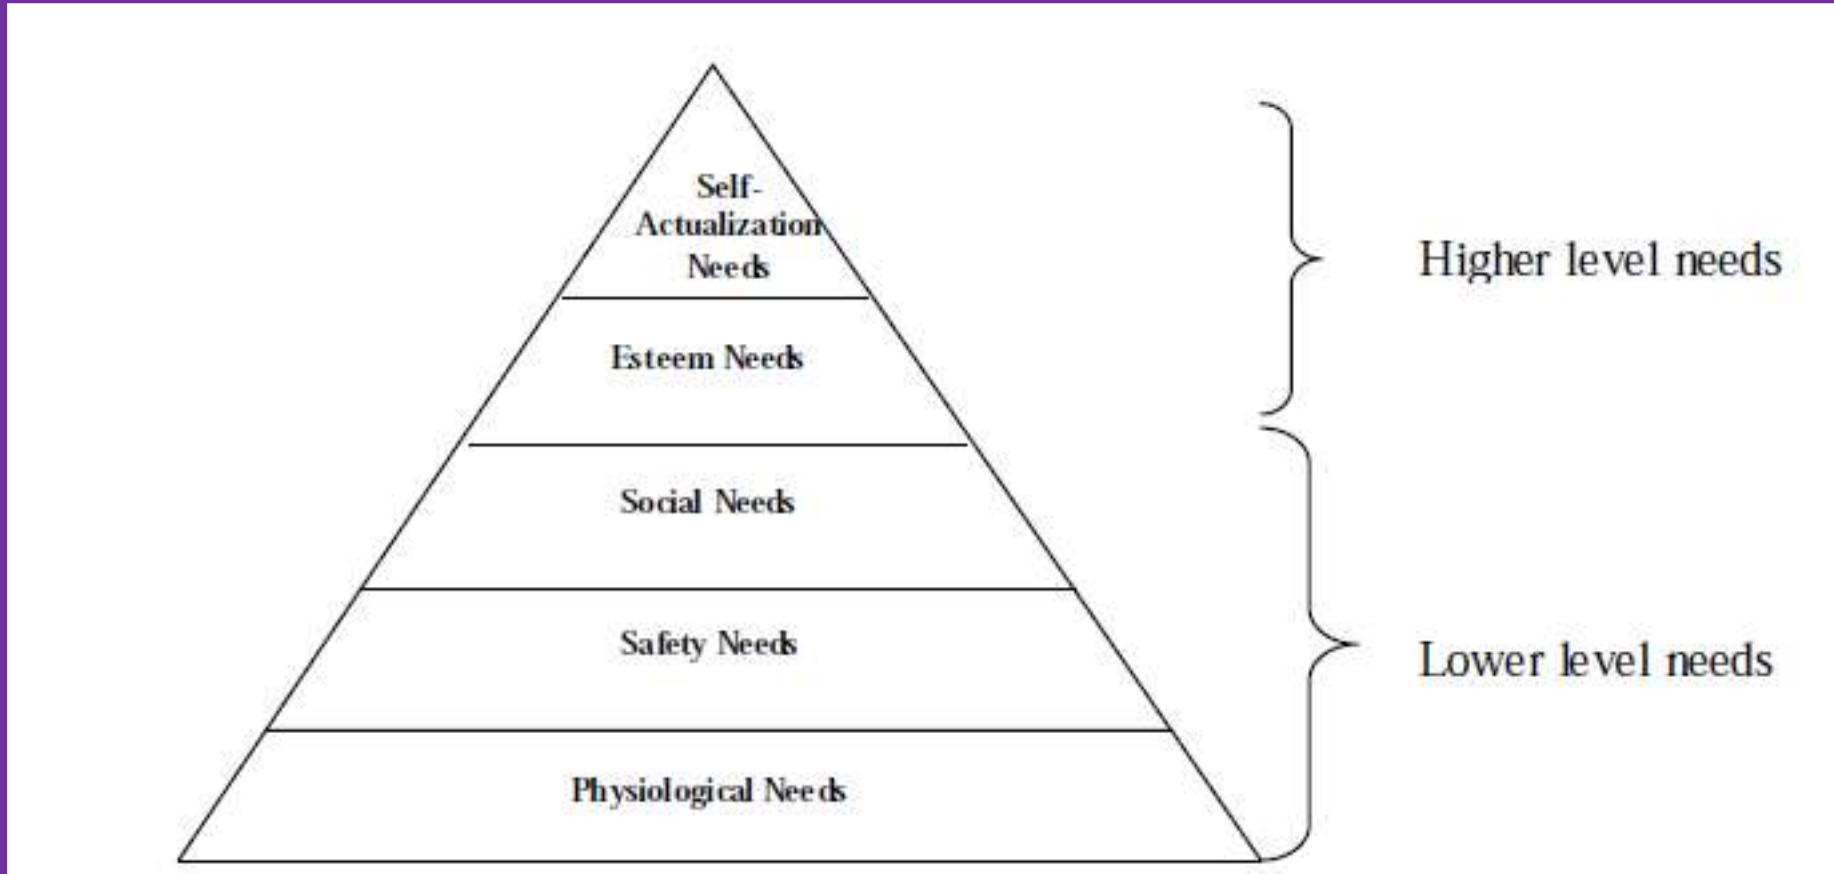 Self-
Actualization
Needs
Higher level needs
Esteem Needs
Social Needs
Safety Needs
Lower level needs
Physiological Needs